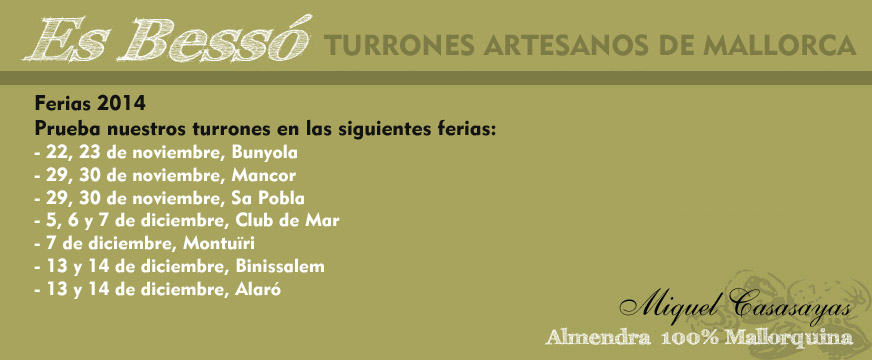 Es Bessó TURRONES ARTESANOS DE MALLORCA
Ferias 2014
Prueba nuestros turrones en las siguientes ferias:
- 22, 23 de noviembre, Bunyola
- 29, 30 de noviembre, Mancor
- 29, 30 de noviembre, Sa Pobla
- 5, 6 y 7 de diciembre, Club de Mar
- 7 de diciembre, Montuïri
- 13 y 14 de diciembre, Binissalem
- 13 y 14 de diciembre, Alaró
Miquel Casasayas
Almendra 100% Mallorquina